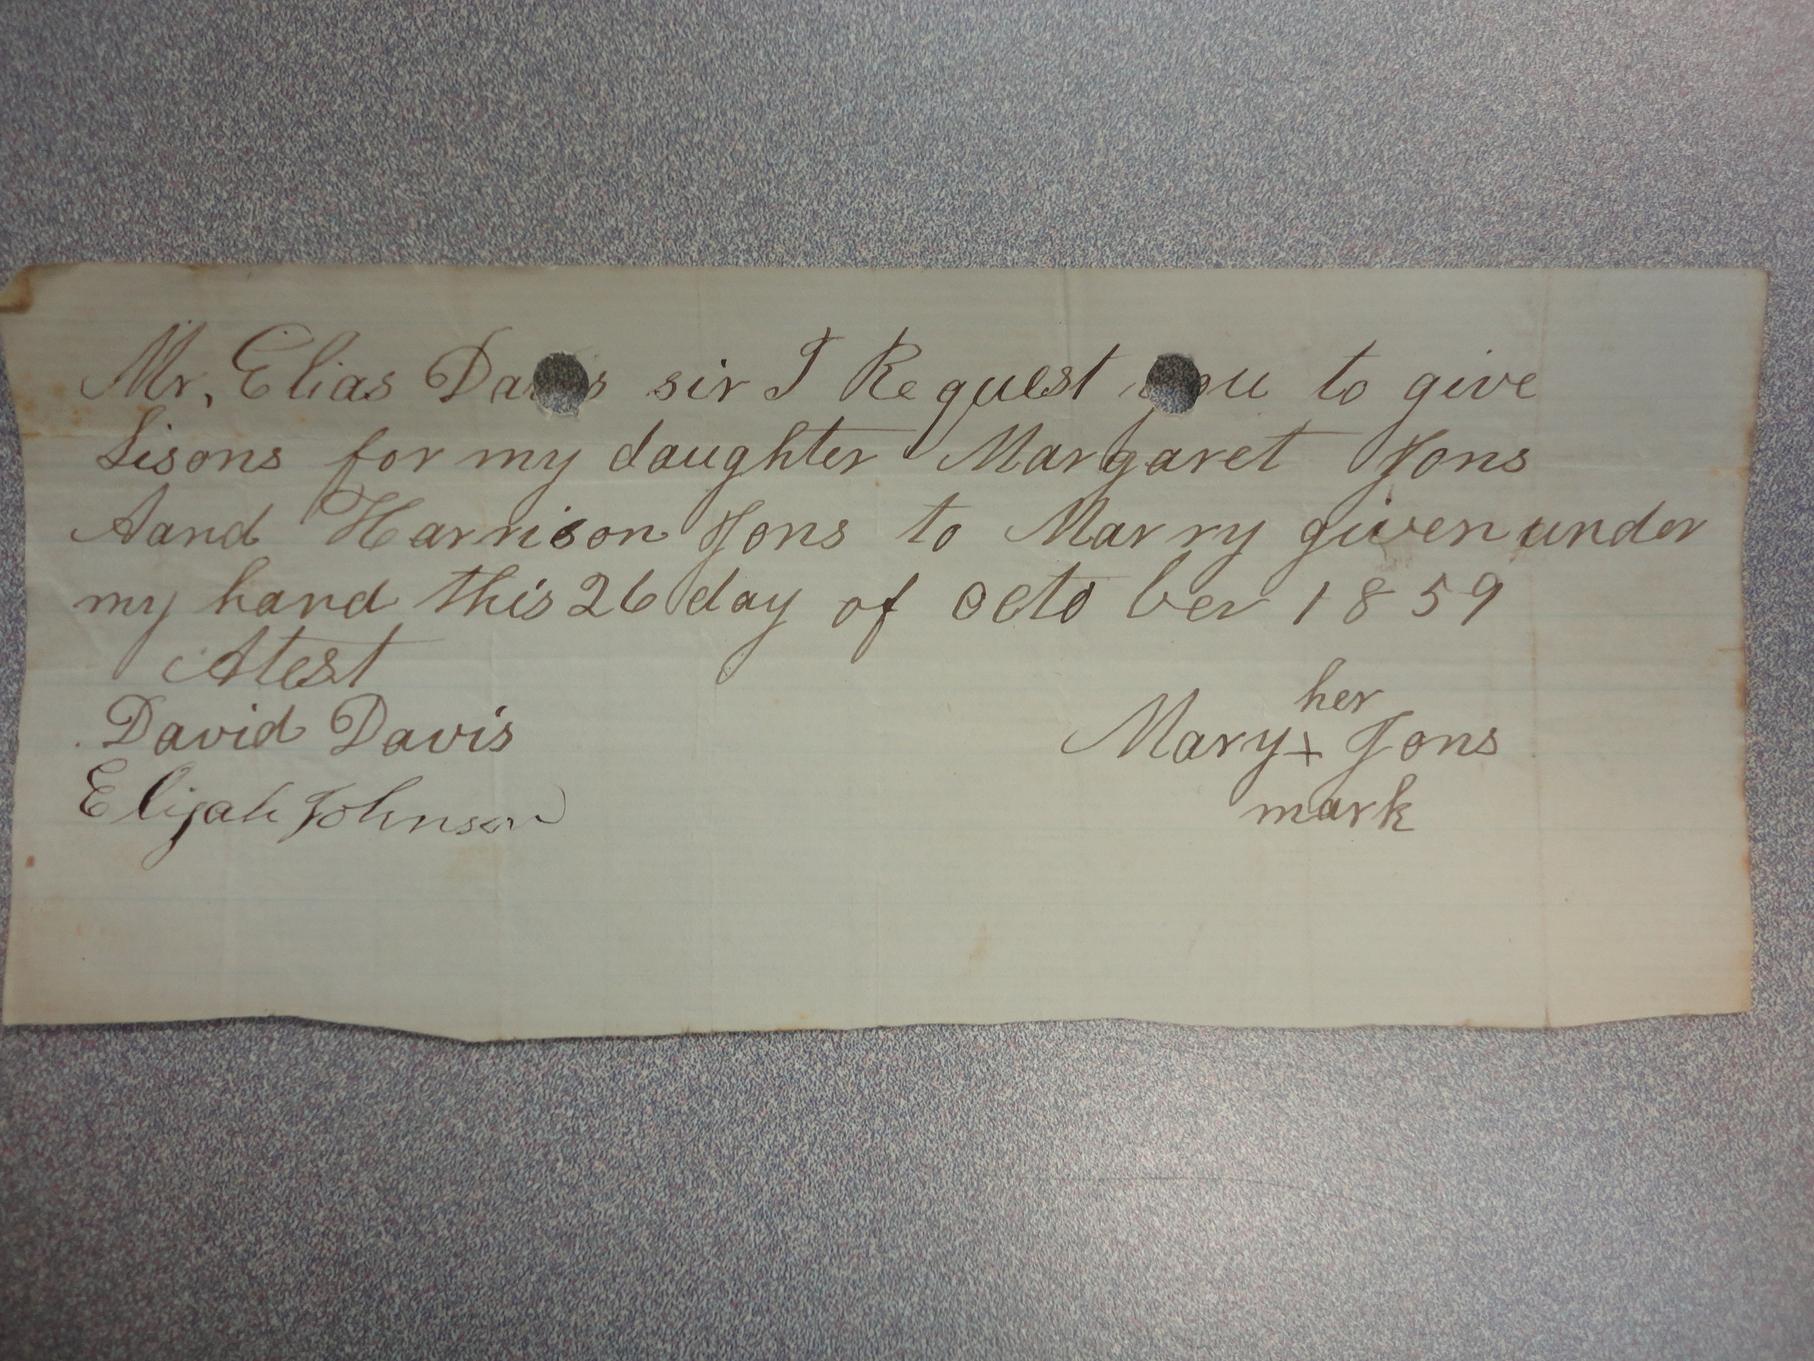 Mr, Elias Davis sir I Request you to give
Lisons for my daughter Margaret Jons
Aand Harrison Jons to Marry given under
my hand this 26 day of octo ber 1859
Atest
David Davis
Elijah Johnson
her
Mary + Jons
mark